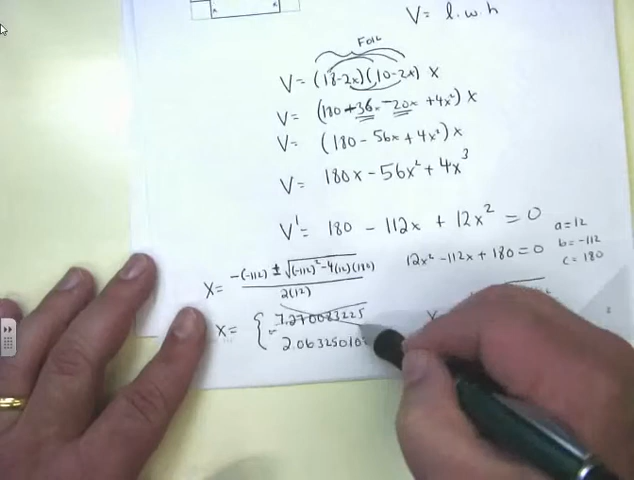 V= l.w.h
Foil
V= (18-2x)(10-2x) x
V= (180 -36x -20x +4x²) x
V= (180 - 56x + 4x²) x
V= 180x - 56x² + 4x³
V'= 180 - 112x + 12x² = 0
a=12
12x² -112x + 180 = 0
b= -112
c= 180
X= -(-112) ± √(-112)² -4(12)(180) / 2(12)
X= { 7.270083225
2.06325010